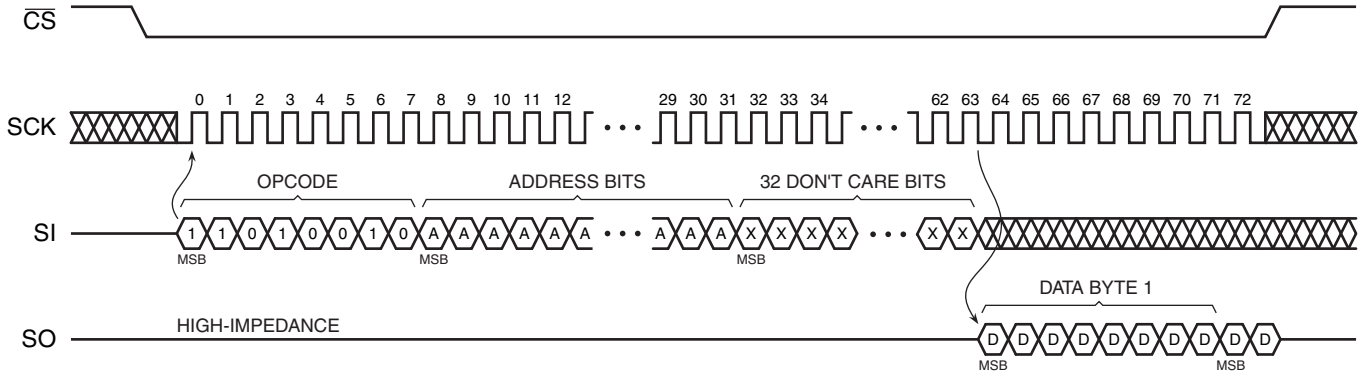 CS
0 1 2 3 4 5 6 7 8 9 10 11 12 29 30 31 32 33 34 62 63 64 65 66 67 68 69 70 71 72
SCK
OPCODE ADDRESS BITS 32 DON'T CARE BITS
SI 1 1 0 1 0 0 1 0 A A A A A A A A A X X X X X X
MSB MSB MSB
DATA BYTE 1
HIGH-IMPEDANCE
SO D D D D D D D D D D
MSB MSB